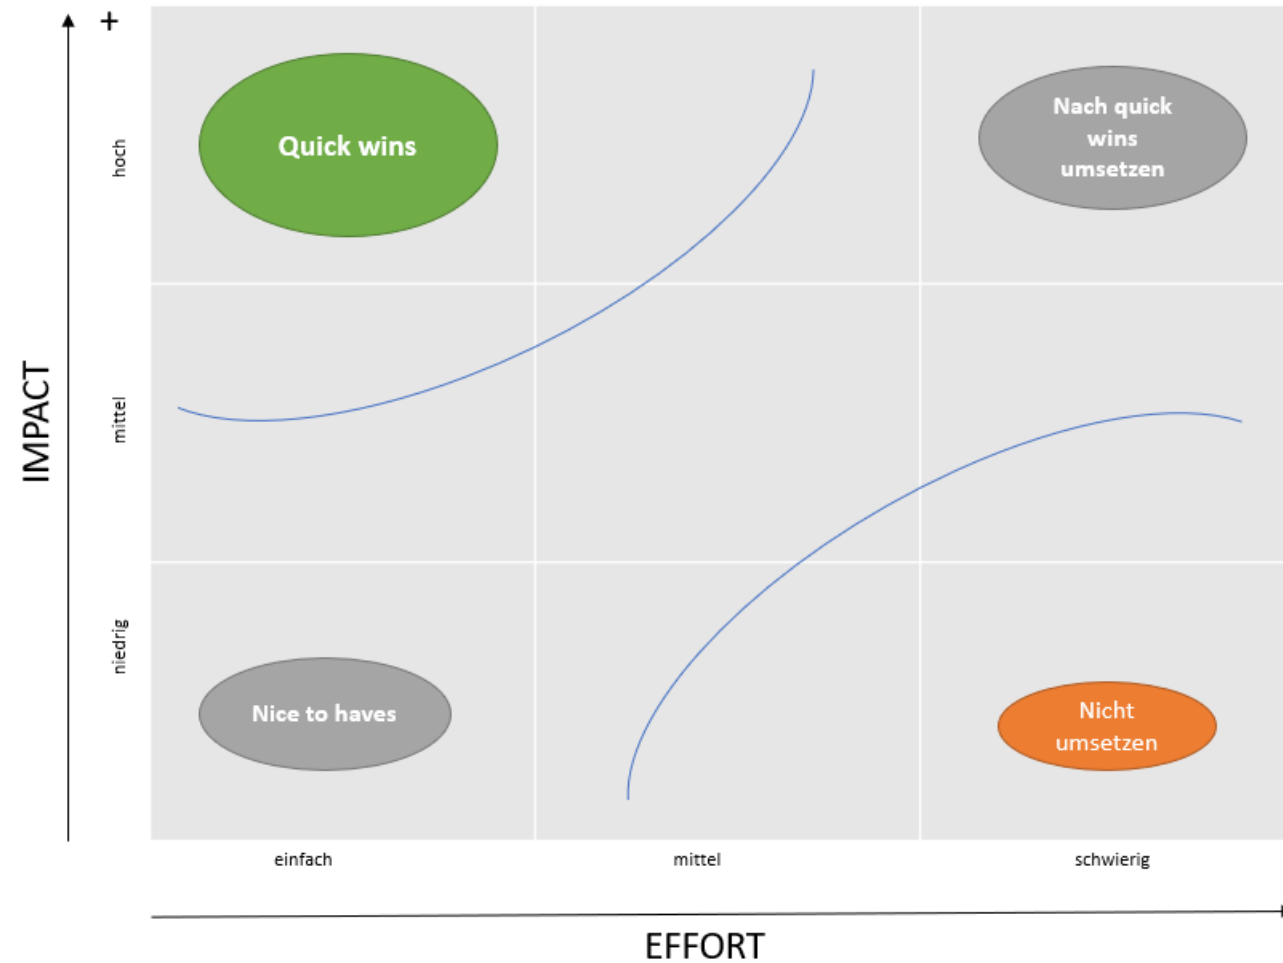 +
Quick wins
Nach quick
wins
umsetzen
hoch
IMPACT
mittel
niedrig
Nice to haves
Nicht
umsetzen
einfach
mittel
schwierig
EFFORT